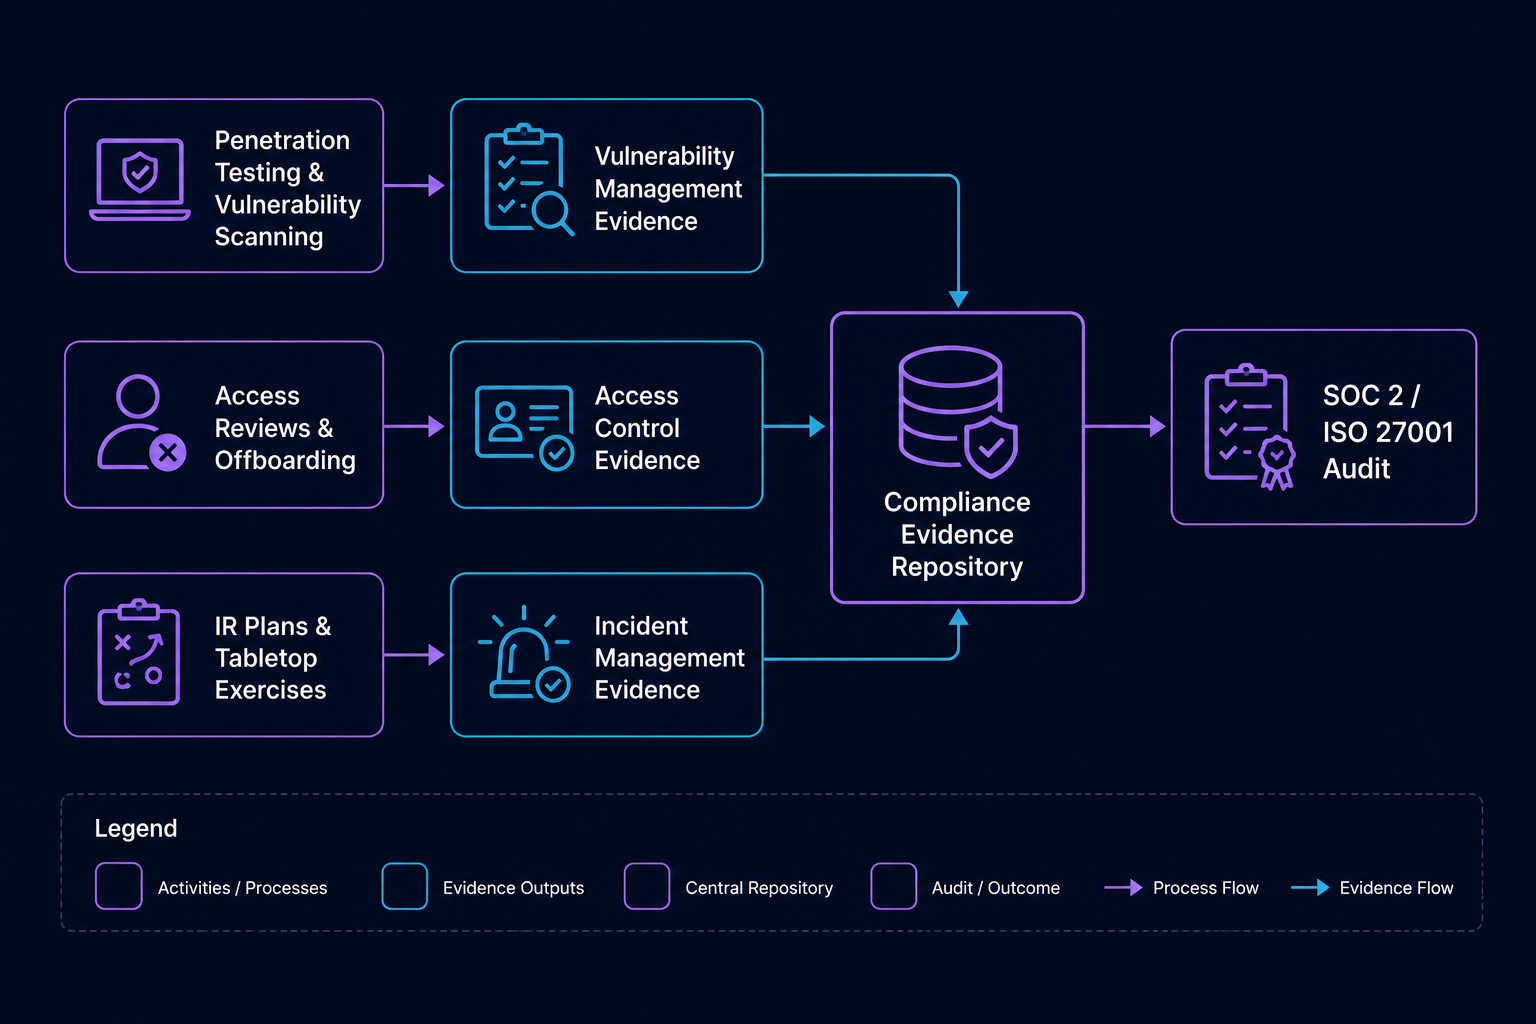 Penetration
Testing &
Vulnerability
Scanning
Vulnerability
Management
Evidence
Access
Reviews &
Offboarding
Access
Control
Evidence
Compliance
Evidence
Repository
SOC 2 /
ISO 27001
Audit
IR Plans &
Tabletop
Exercises
Incident
Management
Evidence
Legend
Activities / Processes
Evidence Outputs
Central Repository
Audit / Outcome
Process Flow
Evidence Flow